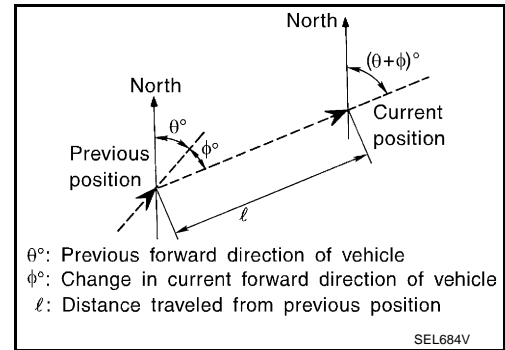 North
(θ+ϕ)°
North
θ°
ϕ°
Current
position
Previous
position
ℓ
θ°: Previous forward direction of vehicle
ϕ°: Change in current forward direction of vehicle
ℓ: Distance traveled from previous position
SEL684V